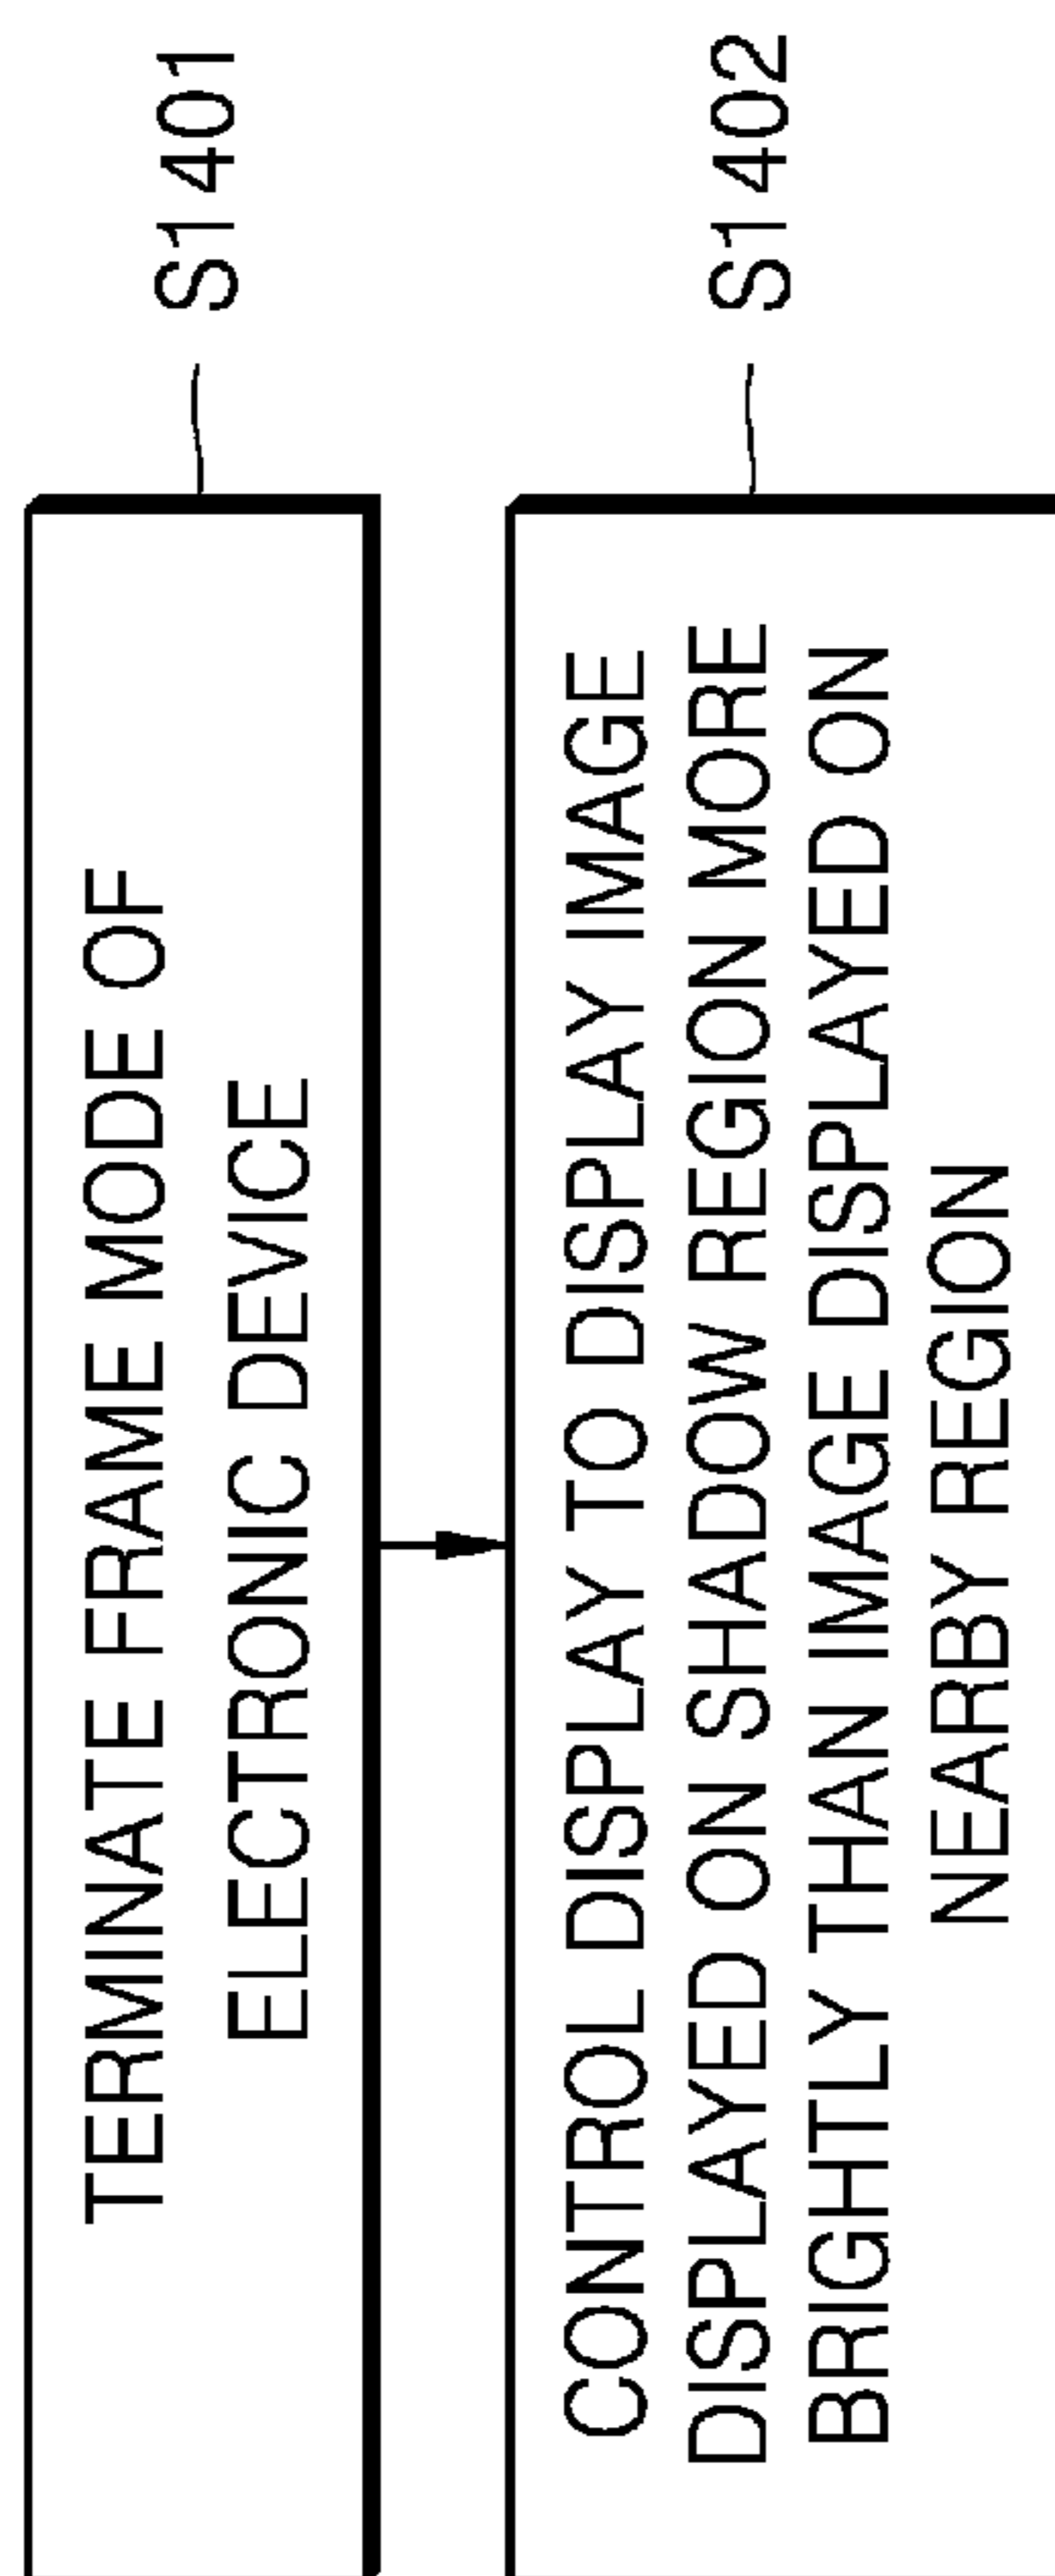 TERMINATE FRAME MODE OF
ELECTRONIC DEVICE
S1401
CONTROL DISPLAY TO DISPLAY IMAGE
DISPLAYED ON SHADOW REGION MORE
BRIGHTLY THAN IMAGE DISPLAYED ON
NEARBY REGION
S1402